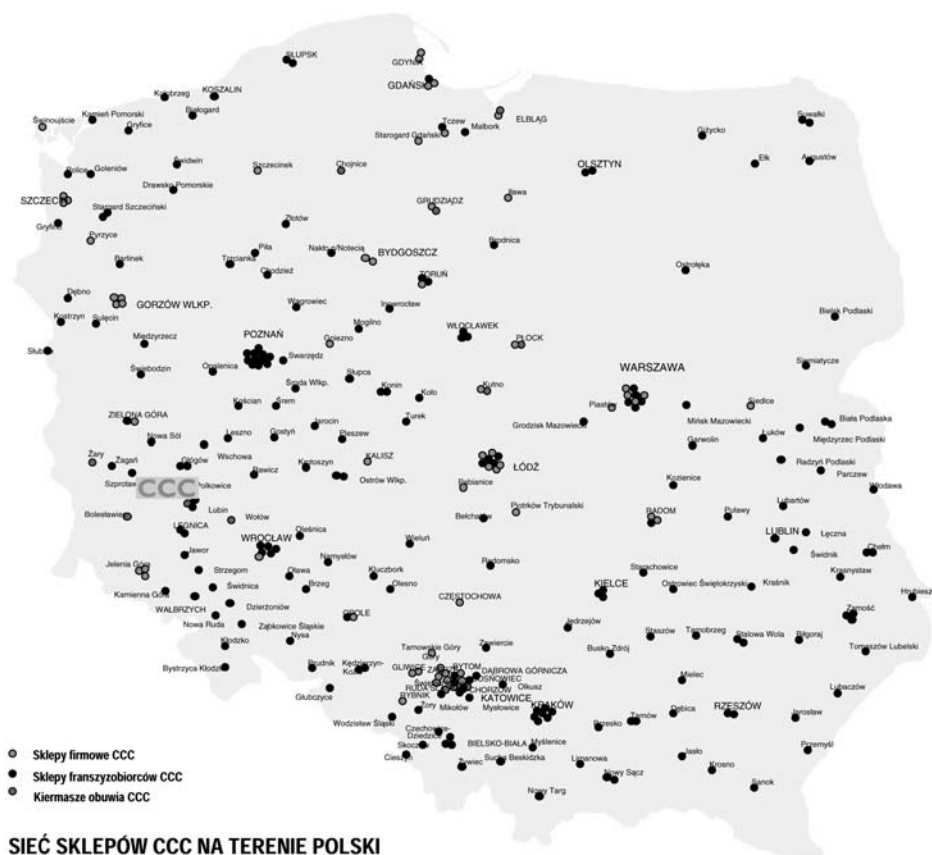 SŁUPSK
GDYNIA
GDAŃSK
Kołobrzeg
KOSZALIN
Białogard
Świnoujście
Kamień Pomorski
Gryfice
Tczew
Malbork
ELBLĄG
Starogard Gdański
Giżycko
Suwałki
Police
Goleniów
Świdwin
Szczecinek
Chojnice
OLSZTYN
Ełk
Augustów
Drawsko Pomorskie
SZCZEC
Stargard Szczeciński
GRUDZIĄDZ
Iława
Gryfino
Pyrzyce
Złotów
Brodnica
Barlinek
Trzcianka
Piła
Nakło n/Notecią
BYDGOSZCZ
Chodzież
TORUŃ
Ostrołęka
Dębno
GORZÓW WLKP.
Wągrowiec
Inowrocław
Bielsk Podlaski
Kostrzyn
Sulęcin
Mogilno
Międzyrzecz
POZNAŃ
Gniezno
WŁOCŁAWEK
PŁOCK
Słubice
Swarzędz
Siemiatycze
Świebodzin
Opalenica
Słupca
WARSZAWA
Środa Wlkp.
Konin
Koło
Kutno
Kościan
Śrem
Piastów
Siedlce
ZIELONA GÓRA
Jarocin
Turek
Grodzisk Mazowiecki
Mińsk Mazowiecki
Biała Podlaska
Nowa Sól
Leszno
Gostyń
Pleszew
Garwolin
Łuków
Międzyrzec Podlaski
Żary
Żagań
Głogów
Wschowa
Rawicz
Krotoszyn
KALISZ
ŁÓDŹ
Radzyń Podlaski
Parczew
Szprotawa
CCC
Polkowice
Ostrów Wlkp.
Pabianice
Kozienice
Włodawa
Bolesławiec
Lubin
Wołów
Bełchatów
Piotrków Trybunalski
RADOM
Puławy
Lubartów
LEGNICA
WROCŁAW
Oleśnica
LUBLIN
Łęczna
Jawor
Wieluń
Świdnik
Chełm
Jelenia Góra
Strzegom
Namysłów
Radomsko
Kamienna Góra
Świdnica
Oława
Brzeg
Kluczbork
Olesno
Starachowice
KIELCE
Ostrowiec Świętokrzyski
Kraśnik
Krasnystaw
WAŁBRZYCH
Dzierżoniów
CZĘSTOCHOWA
Hrubiesz
Nowa Ruda
Ząbkowice Śląskie
OPOLE
Zamość
Kłodzko
Nysa
Jędrzejów
Staszów
Tarnobrzeg
Stalowa Wola
Biłgoraj
Tomaszów Lubelski
Bystrzyca Kłodzka
Prudnik
Kędzierzyn-
Tarnowskie Góry
Zawiercie
Busko Zdrój
GLIWICE
BYTOM
DĄBROWA GÓRNICZA
SOSNOWIEC
Mielec
Głubczyce
CHORZÓW
Olkusz
Lubaczów
RYBNIK
KATOWICE
Żory
Mikołów
Mysłowice
KRAKÓW
Tarnów
Dębica
RZESZÓW
Jarosław
Wodzisław Śląski
Brzesko
Czechowice-
Dziedzice
Skoczów
BIELSKO-BIAŁA
Myślenice
Przemyśl
Cieszyn
Żywiec
Sucha Beskidzka
Limanowa
Nowy Sącz
Jasło
Krosno
Sanok
Nowy Targ
Sklepy firmowe CCC
Sklepy franszyzobiorców CCC
Kiermasze obuwia CCC
SIEĆ SKLEPÓW CCC NA TERENIE POLSKI